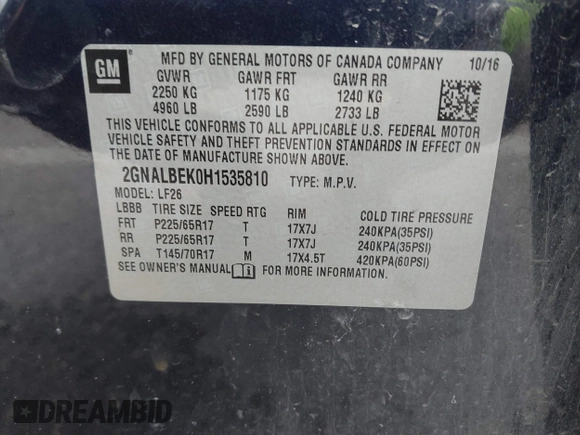 GM
MFD BY GENERAL MOTORS OF CANADA COMPANY 10/16
GVWR GAWR FRT GAWR RR
2250 KG 1175 KG 1240 KG
4960 LB 2590 LB 2733 LB
THIS VEHICLE CONFORMS TO ALL APPLICABLE U.S. FEDERAL MOTOR
VEHICLE SAFETY AND THEFT PREVENTION STANDARDS IN EFFECT ON
THE DATE OF MANUFACTURE SHOWN ABOVE.
2GNALBEK0H1535810 TYPE: M.P.V.
MODEL: LF26
LBBB TIRE SIZE SPEED RTG RIM COLD TIRE PRESSURE
FRT P225/65R17 T 17X7J 240KPA(35PSI)
RR P225/65R17 T 17X7J 240KPA(35PSI)
SPA T145/70R17 M 17X4.5T 420KPA(60PSI)
SEE OWNER'S MANUAL FOR MORE INFORMATION.
DREAMBID